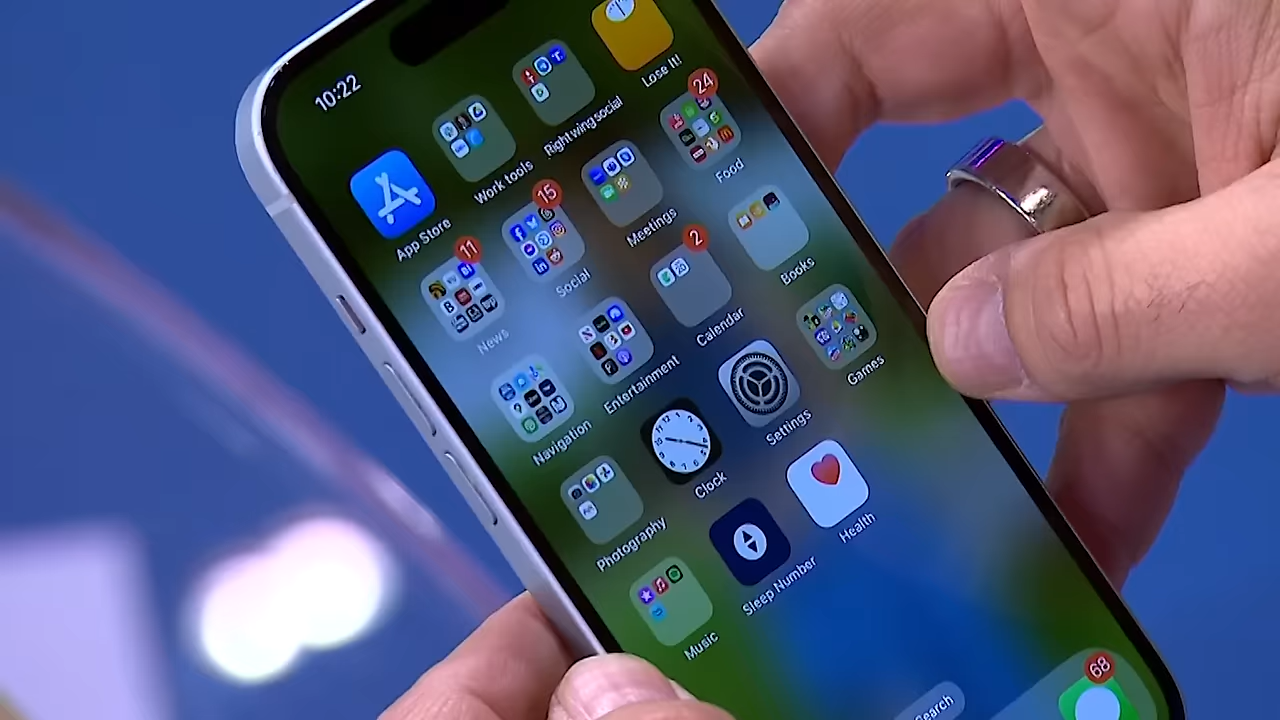 10:22
App Store
Work tools
Right wing social
Lose It!
11
News
15
Social
Meetings
24
Food
Navigation
Entertainment
2
Calendar
Books
Photography
Clock
Settings
Games
Music
Sleep Number
Health
Search
68